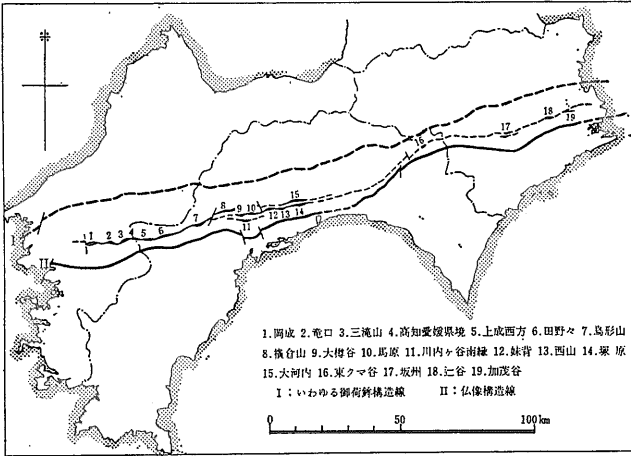 16
17
18
19
15
8
9
10
7
12
13
14
11
1
2
3
4
5
6
I
II
1.岡成 2.竜口 3.三滝山 4.高知愛媛県境 5.上成西方 6.田野々 7.鳥形山
8.横倉山 9.大樽谷 10.馬原 11.川内ヶ谷南縁 12.妹背 13.西山 14.塚原
15.大河内 16.東クマ谷 17.坂州 18.辻谷 19.加茂谷
I:いわゆる御荷鉾構造線 II:仏像構造線
0 50 100km